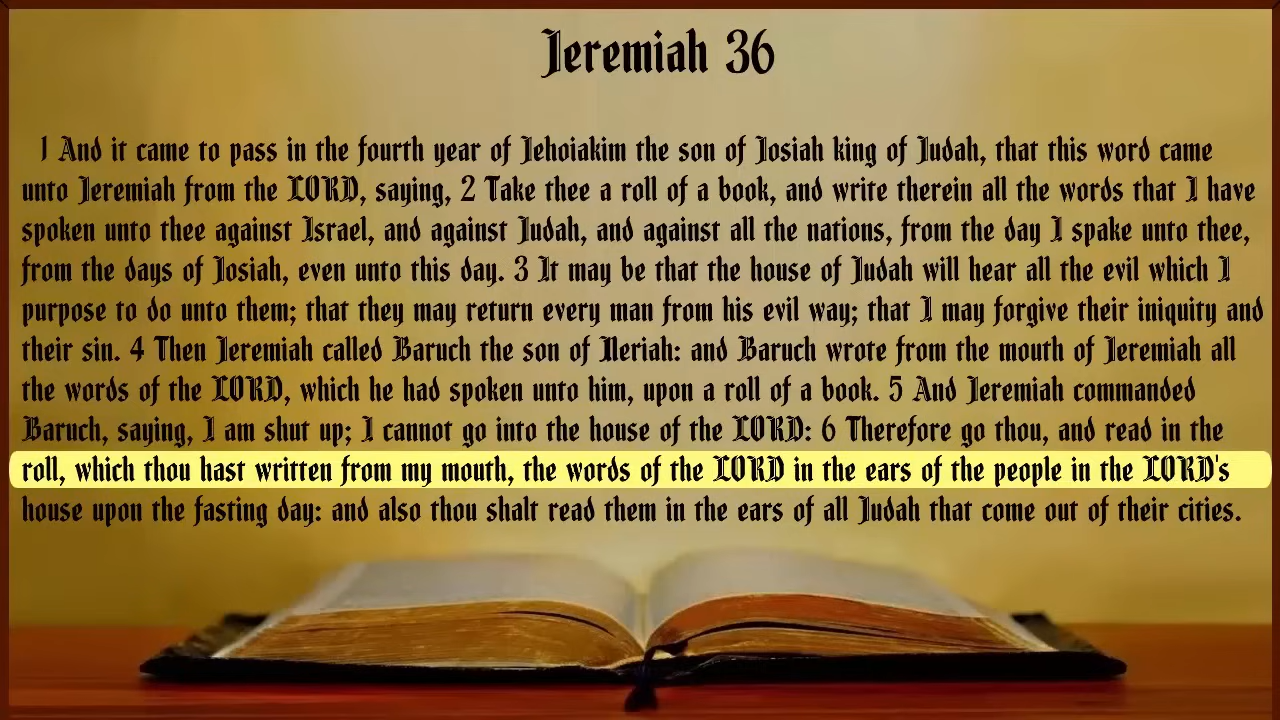 Jeremiah 36
1 And it came to pass in the fourth year of Jehoiakim the son of Josiah king of Judah, that this word came
unto Jeremiah from the LORD, saying, 2 Take thee a roll of a book, and write therein all the words that I have
spoken unto thee against Israel, and against Judah, and against all the nations, from the day I spake unto thee,
from the days of Josiah, even unto this day. 3 It may be that the house of Judah will hear all the evil which I
purpose to do unto them; that they may return every man from his evil way; that I may forgive their iniquity and
their sin. 4 Then Jeremiah called Baruch the son of Neriah: and Baruch wrote from the mouth of Jeremiah all
the words of the LORD, which he had spoken unto him, upon a roll of a book. 5 And Jeremiah commanded
Baruch, saying, I am shut up; I cannot go into the house of the LORD: 6 Therefore go thou, and read in the
roll, which thou hast written from my mouth, the words of the LORD in the ears of the people in the LORD's
house upon the fasting day: and also thou shalt read them in the ears of all Judah that come out of their cities.